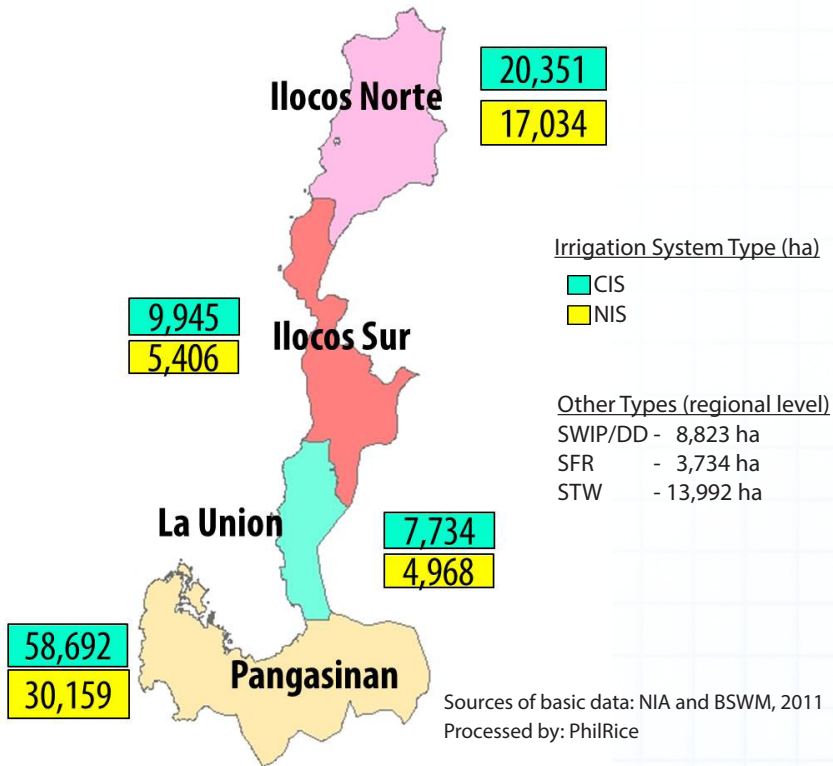 20,351
Ilocos Norte
17,034
Irrigation System Type (ha)
CIS
NIS
9,945
Ilocos Sur
5,406
Other Types (regional level)
SWIP/DD - 8,823 ha
SFR - 3,734 ha
STW - 13,992 ha
La Union
7,734
4,968
58,692
Pangasinan
30,159
Sources of basic data: NIA and BSWM, 2011
Processed by: PhilRice